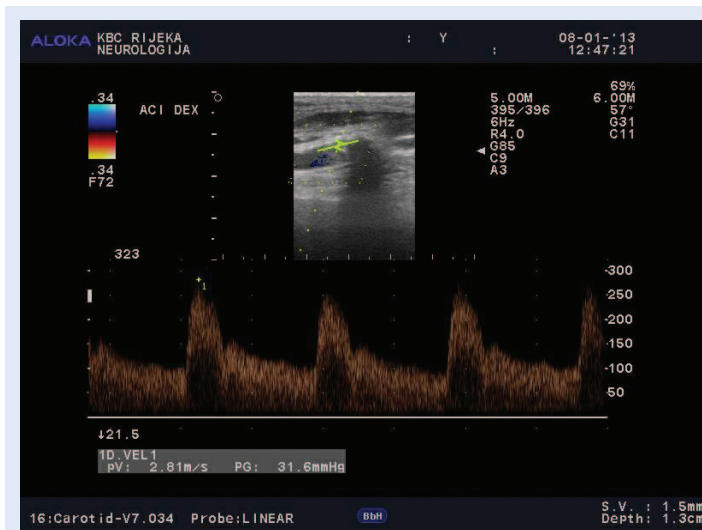 ALOKA KBC RIJEKA : Y 08-01-'13
NEUROLOGIJA : 12:47:21
69%
.34 ACI DEX 5.00M 6.00M
395/396 57°
6Hz G31
R4.0 C11
G85
C9
A3
.34
F72
323
-300
-250
-200
-150
-100
-50
1
↓21.5
1D.VEL1
pV: 2.81m/s PG: 31.6mmHg
16:Carotid-V7.034 Probe:LINEAR BbH S.V. : 1.5mm
Depth: 1.3cm